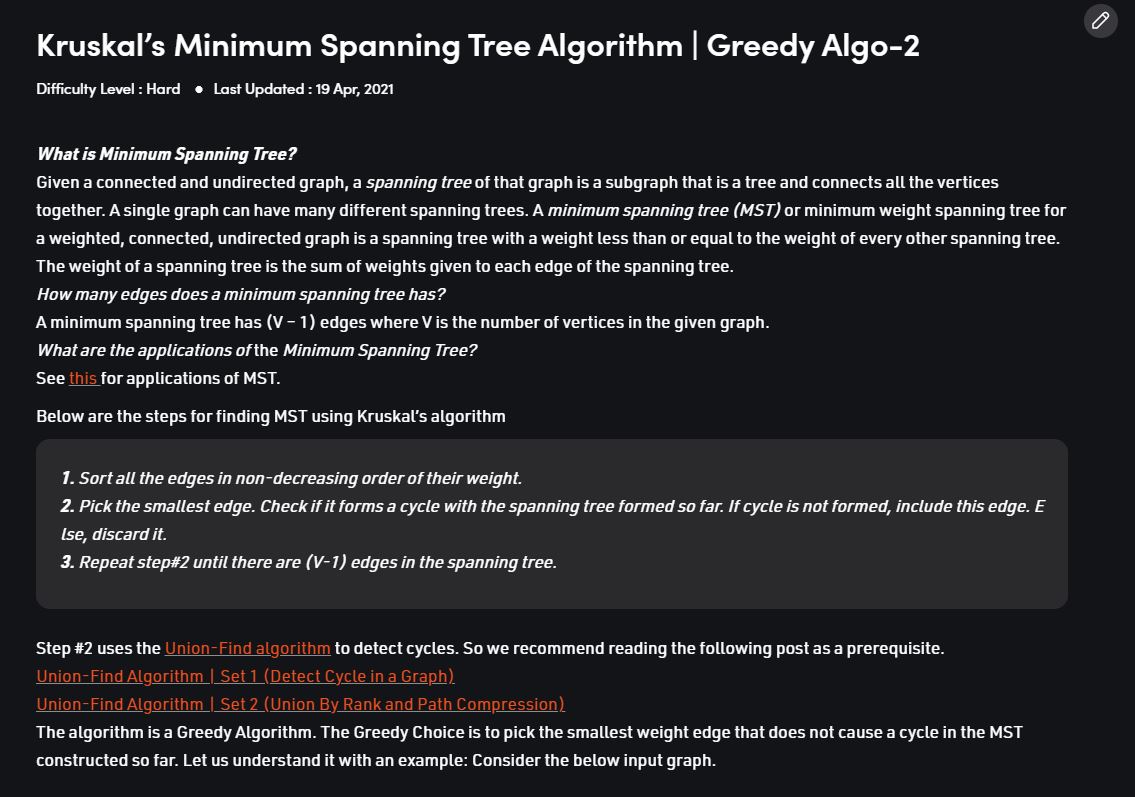 Kruskal’s Minimum Spanning Tree Algorithm | Greedy Algo-2
Difficulty Level : Hard ● Last Updated : 19 Apr, 2021
What is Minimum Spanning Tree?
Given a connected and undirected graph, a spanning tree of that graph is a subgraph that is a tree and connects all the vertices
together. A single graph can have many different spanning trees. A minimum spanning tree (MST) or minimum weight spanning tree for
a weighted, connected, undirected graph is a spanning tree with a weight less than or equal to the weight of every other spanning tree.
The weight of a spanning tree is the sum of weights given to each edge of the spanning tree.
How many edges does a minimum spanning tree has?
A minimum spanning tree has (V – 1) edges where V is the number of vertices in the given graph.
What are the applications of the Minimum Spanning Tree?
See this for applications of MST.
Below are the steps for finding MST using Kruskal’s algorithm
1. Sort all the edges in non-decreasing order of their weight.
2. Pick the smallest edge. Check if it forms a cycle with the spanning tree formed so far. If cycle is not formed, include this edge. E
lse, discard it.
3. Repeat step#2 until there are (V-1) edges in the spanning tree.
Step #2 uses the Union-Find algorithm to detect cycles. So we recommend reading the following post as a prerequisite.
Union-Find Algorithm | Set 1 (Detect Cycle in a Graph)
Union-Find Algorithm | Set 2 (Union By Rank and Path Compression)
The algorithm is a Greedy Algorithm. The Greedy Choice is to pick the smallest weight edge that does not cause a cycle in the MST
constructed so far. Let us understand it with an example: Consider the below input graph.